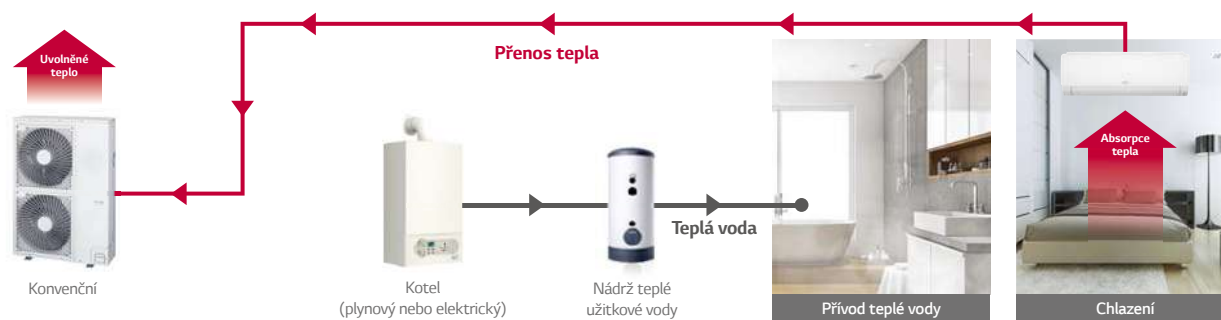 Uvolněné
teplo
Přenos tepla
Absorpce
tepla
Teplá voda
Konvenční
Kotel
(plynový nebo elektrický)
Nádrž teplé
užitkové vody
Přívod teplé vody
Chlazení